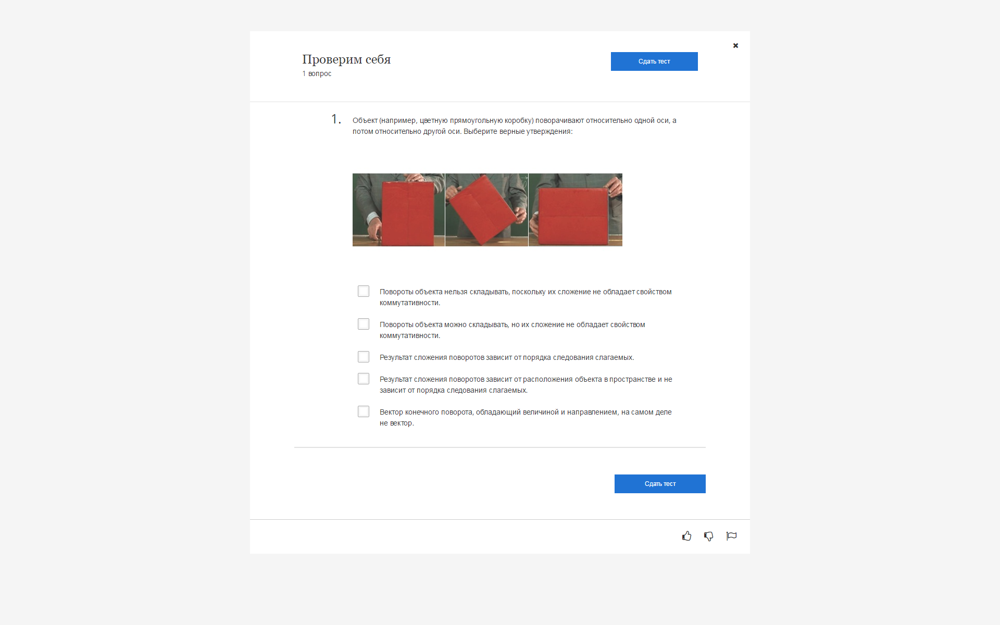 Проверим себя
Сдать тест
1 вопрос
1.
Объект (например, цветную прямоугольную коробку) поворачивают относительно одной оси, а
потом относительно другой оси. Выберите верные утверждения:
Повороты объекта нельзя складывать, поскольку их сложение не обладает свойством
коммутативности.
Повороты объекта можно складывать, но их сложение не обладает свойством
коммутативности.
Результат сложения поворотов зависит от порядка следования слагаемых.
Результат сложения поворотов зависит от расположения объекта в пространстве и не
зависит от порядка следования слагаемых.
Вектор конечного поворота, обладающий величиной и направлением, на самом деле
не вектор.
Сдать тест